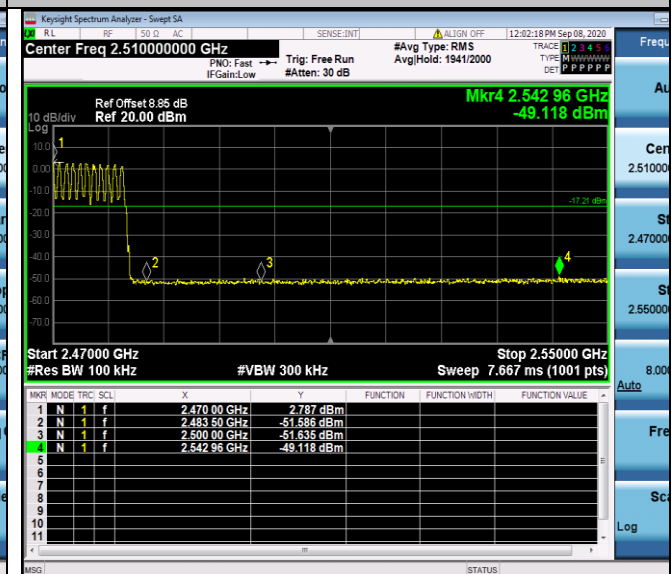 Keysight Spectrum Analyzer - Swept SA
LXI RL RF 50 Ω AC SENSE:INT ALIGN OFF 12:02:18 PM Sep 08, 2020
Center Freq 2.510000000 GHz
#Avg Type: RMS
TRACE 1 2 3 4 5 6
PNO: Fast
Trig: Free Run
Avg|Hold: 1941/2000
TYPE M W W W W W
IFGain:Low
#Atten: 30 dB
DET P P P P P P
Ref Offset 8.85 dB
Mkr4 2.542 96 GHz
10 dB/div
Ref 20.00 dBm
-49.118 dBm
Log
10.0
1
0.00
-10.0
-17.21 dBm
-20.0
-30.0
-40.0
2
3
4
-50.0
-60.0
-70.0
Start 2.47000 GHz
Stop 2.55000 GHz
#Res BW 100 kHz
#VBW 300 kHz
Sweep 7.667 ms (1001 pts)
MKR MODE TRC SCL X Y FUNCTION FUNCTION WIDTH FUNCTION VALUE
1 N 1 f 2.470 00 GHz 2.787 dBm
2 N 1 f 2.483 50 GHz -51.586 dBm
3 N 1 f 2.500 00 GHz -51.635 dBm
4 N 1 f 2.542 96 GHz -49.118 dBm
5
6
7
8
9
10
11
MSG
STATUS
Frequ
Au
Cen
2.51000
St
2.47000
St
2.55000
8.000
Auto
Fre
Sca
Log